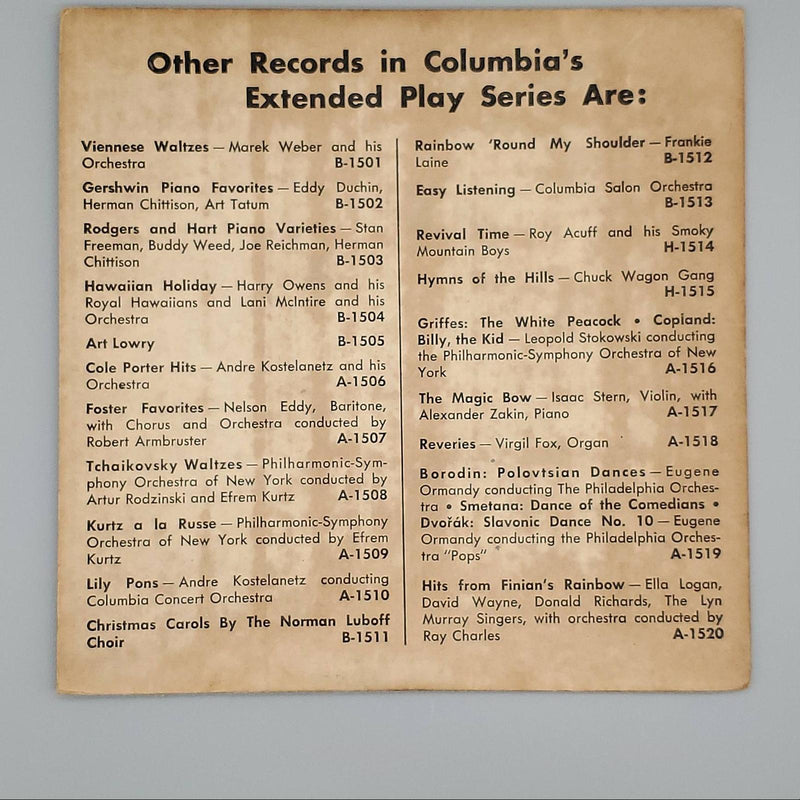 Other Records in Columbia's
Extended Play Series Are:
Viennese Waltzes — Marek Weber and his
Orchestra B-1501
Gershwin Piano Favorites — Eddy Duchin,
Herman Chittison, Art Tatum B-1502
Rodgers and Hart Piano Varieties — Stan
Freeman, Buddy Weed, Joe Reichman, Herman
Chittison B-1503
Hawaiian Holiday — Harry Owens and his
Royal Hawaiians and Lani McIntire and his
Orchestra B-1504
Art Lowry B-1505
Cole Porter Hits — Andre Kostelanetz and his
Orchestra A-1506
Foster Favorites — Nelson Eddy, Baritone,
with Chorus and Orchestra conducted by
Robert Armbruster A-1507
Tchaikovsky Waltzes — Philharmonic-Sym-
phony Orchestra of New York conducted by
Artur Rodzinski and Efrem Kurtz A-1508
Kurtz a la Russe — Philharmonic-Symphony
Orchestra of New York conducted by Efrem
Kurtz A-1509
Lily Pons — Andre Kostelanetz conducting
Columbia Concert Orchestra A-1510
Christmas Carols By The Norman Luboff
Choir B-1511
Rainbow 'Round My Shoulder — Frankie
Laine B-1512
Easy Listening — Columbia Salon Orchestra
B-1513
Revival Time — Roy Acuff and his Smoky
Mountain Boys H-1514
Hymns of the Hills — Chuck Wagon Gang
H-1515
Griffes: The White Peacock • Copland:
Billy, the Kid — Leopold Stokowski conducting
the Philharmonic-Symphony Orchestra of New
York A-1516
The Magic Bow — Isaac Stern, Violin, with
Alexander Zakin, Piano A-1517
Reveries — Virgil Fox, Organ A-1518
Borodin: Polovtsian Dances — Eugene
Ormandy conducting The Philadelphia Orches-
tra • Smetana: Dance of the Comedians •
Dvořák: Slavonic Dance No. 10 — Eugene
Ormandy conducting the Philadelphia Orches-
tra "Pops" A-1519
Hits from Finian's Rainbow — Ella Logan,
David Wayne, Donald Richards, The Lyn
Murray Singers, with orchestra conducted by
Ray Charles A-1520